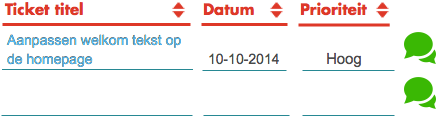 Ticket titel Datum Prioriteit
Aanpassen welkom tekst op
de homepage 10-10-2014 Hoog